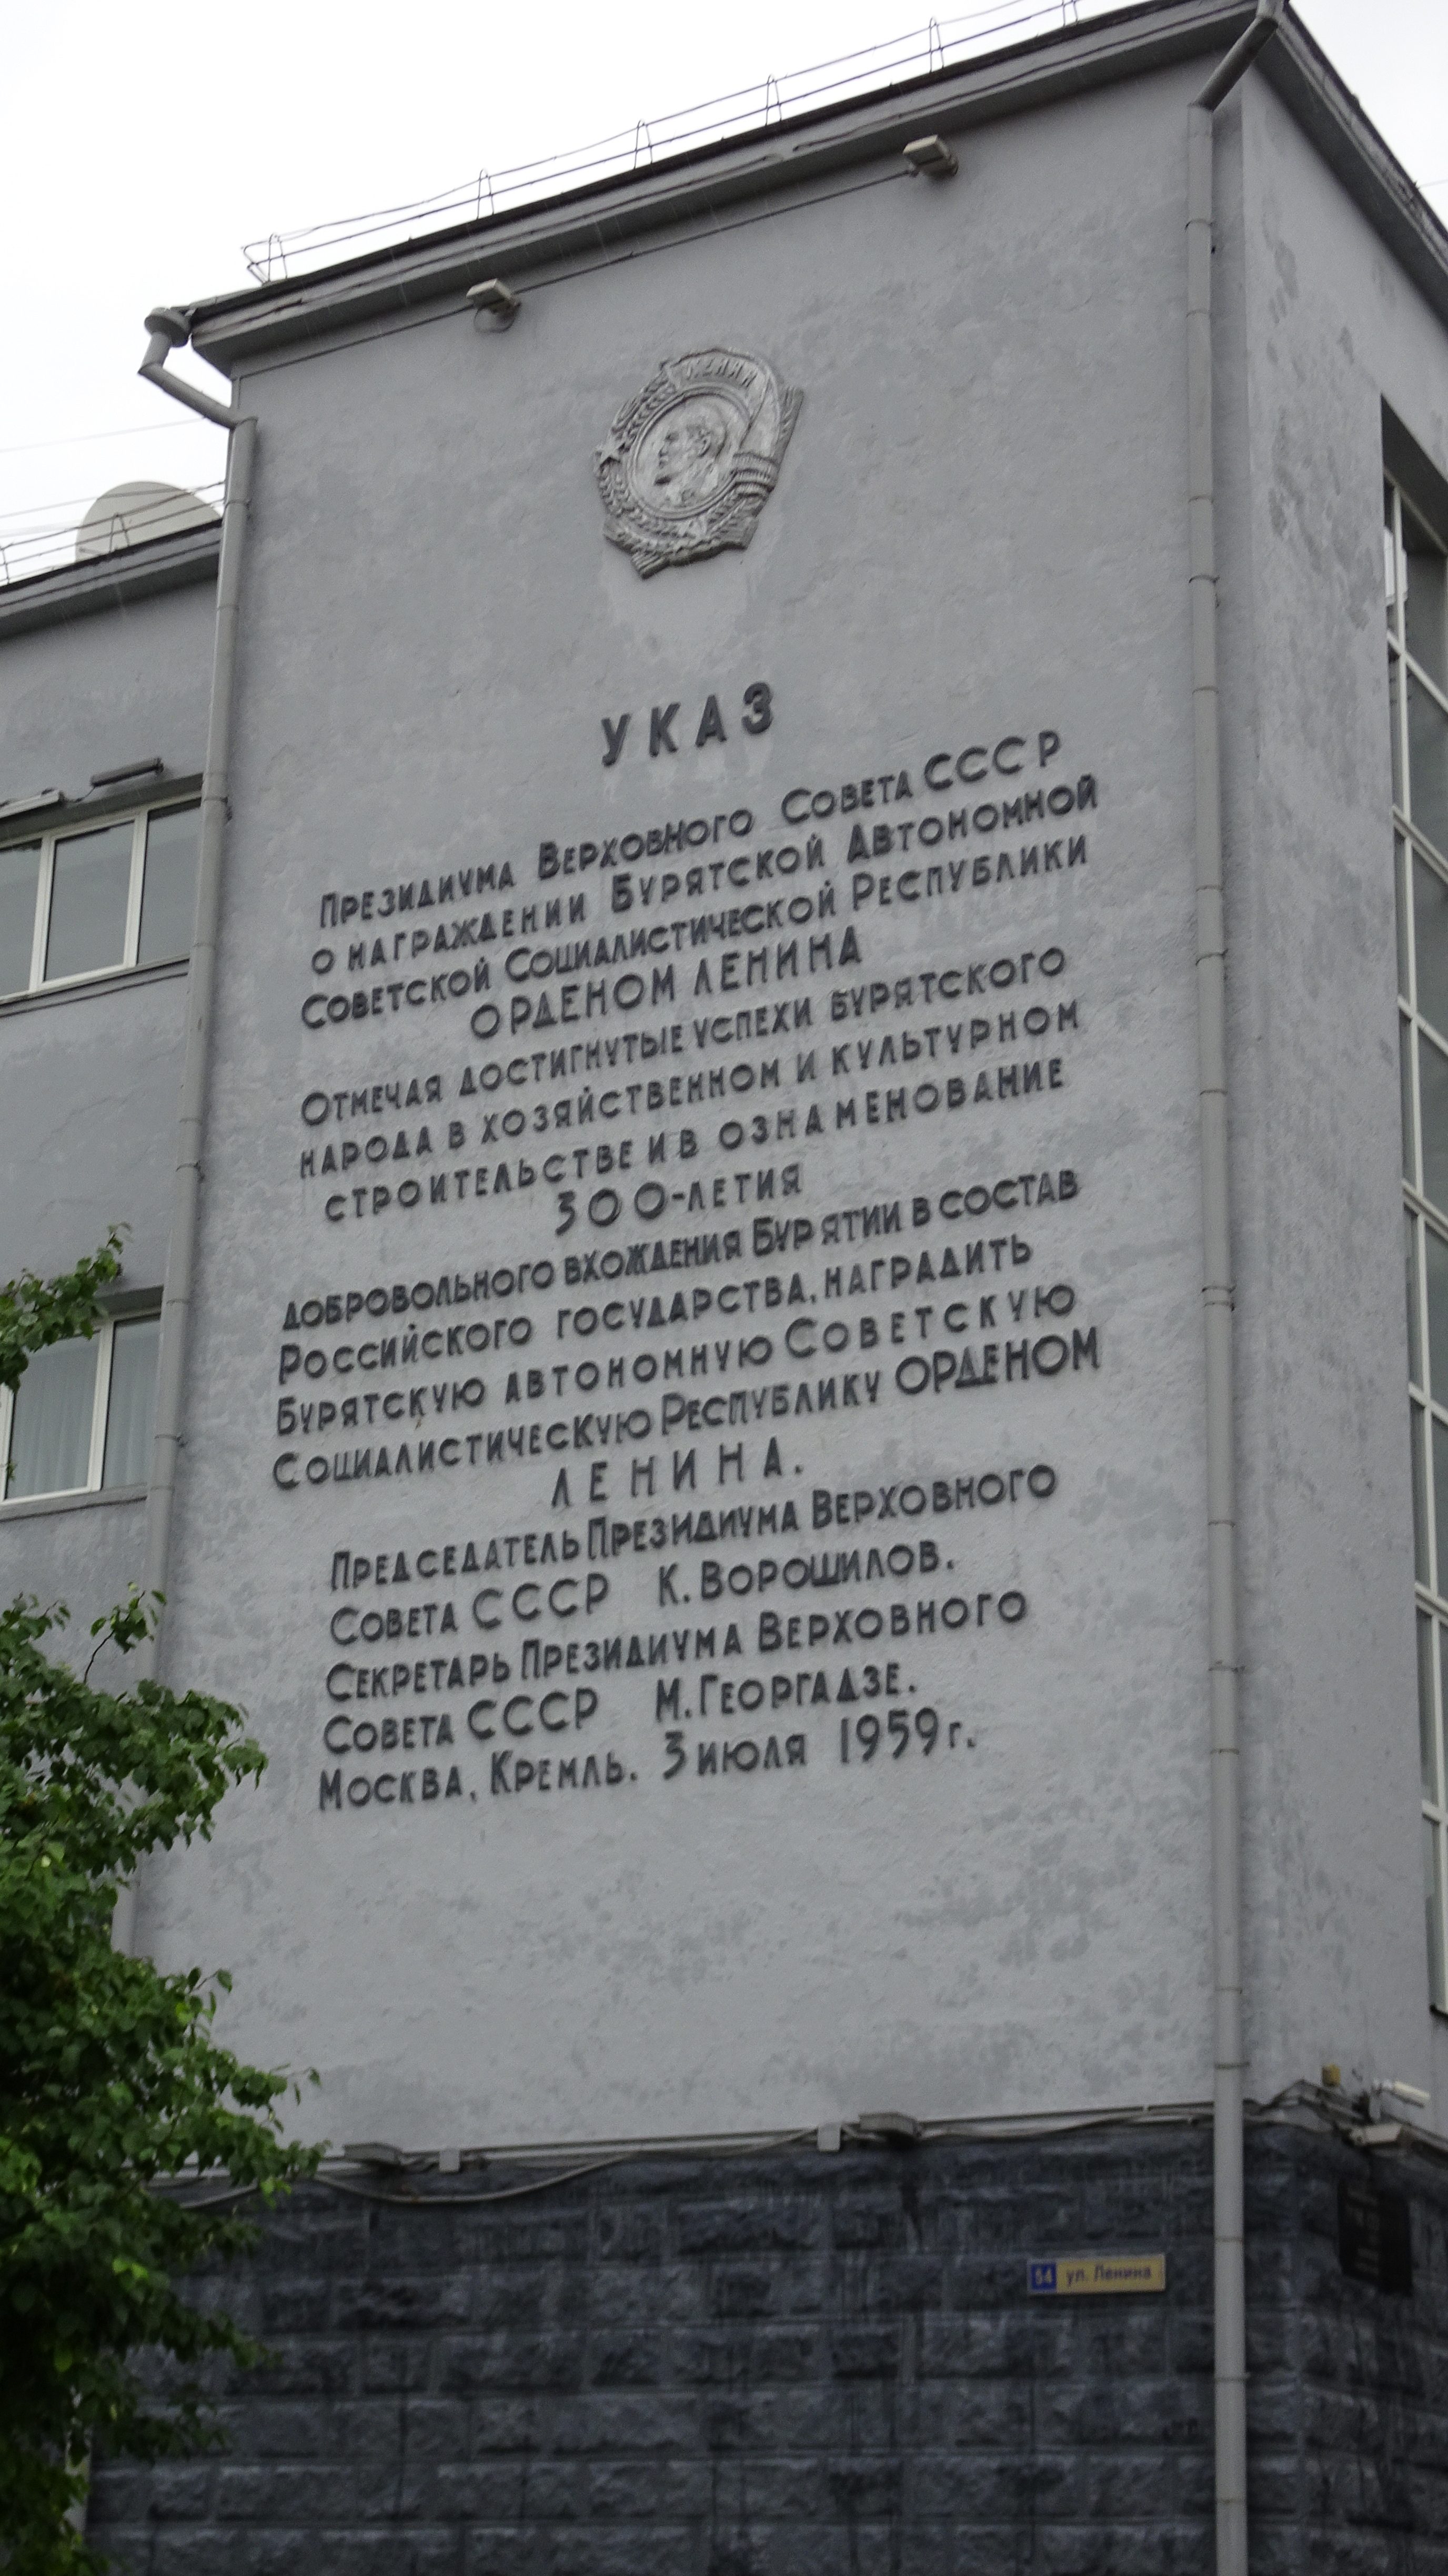 ЛЕНИН
УКАЗ
Президиума Верховного Совета СССР
о награждении Бурятской Автономной
Советской Социалистической Республики
ОРДЕНОМ ЛЕНИНА
Отмечая достигнутые успехи бурятского
народа в хозяйственном и культурном
строительстве и в ознаменование
300-летия
добровольного вхождения Бурятии в состав
Российского государства, наградить
Бурятскую автономную Советскую
Социалистическую Республику ОРДЕНОМ
ЛЕНИНА.
Председатель Президиума Верховного
Совета СССР К. Ворошилов.
Секретарь Президиума Верховного
Совета СССР М. Георгадзе.
Москва, Кремль. 3 июля 1959 г.
54 ул. Ленина